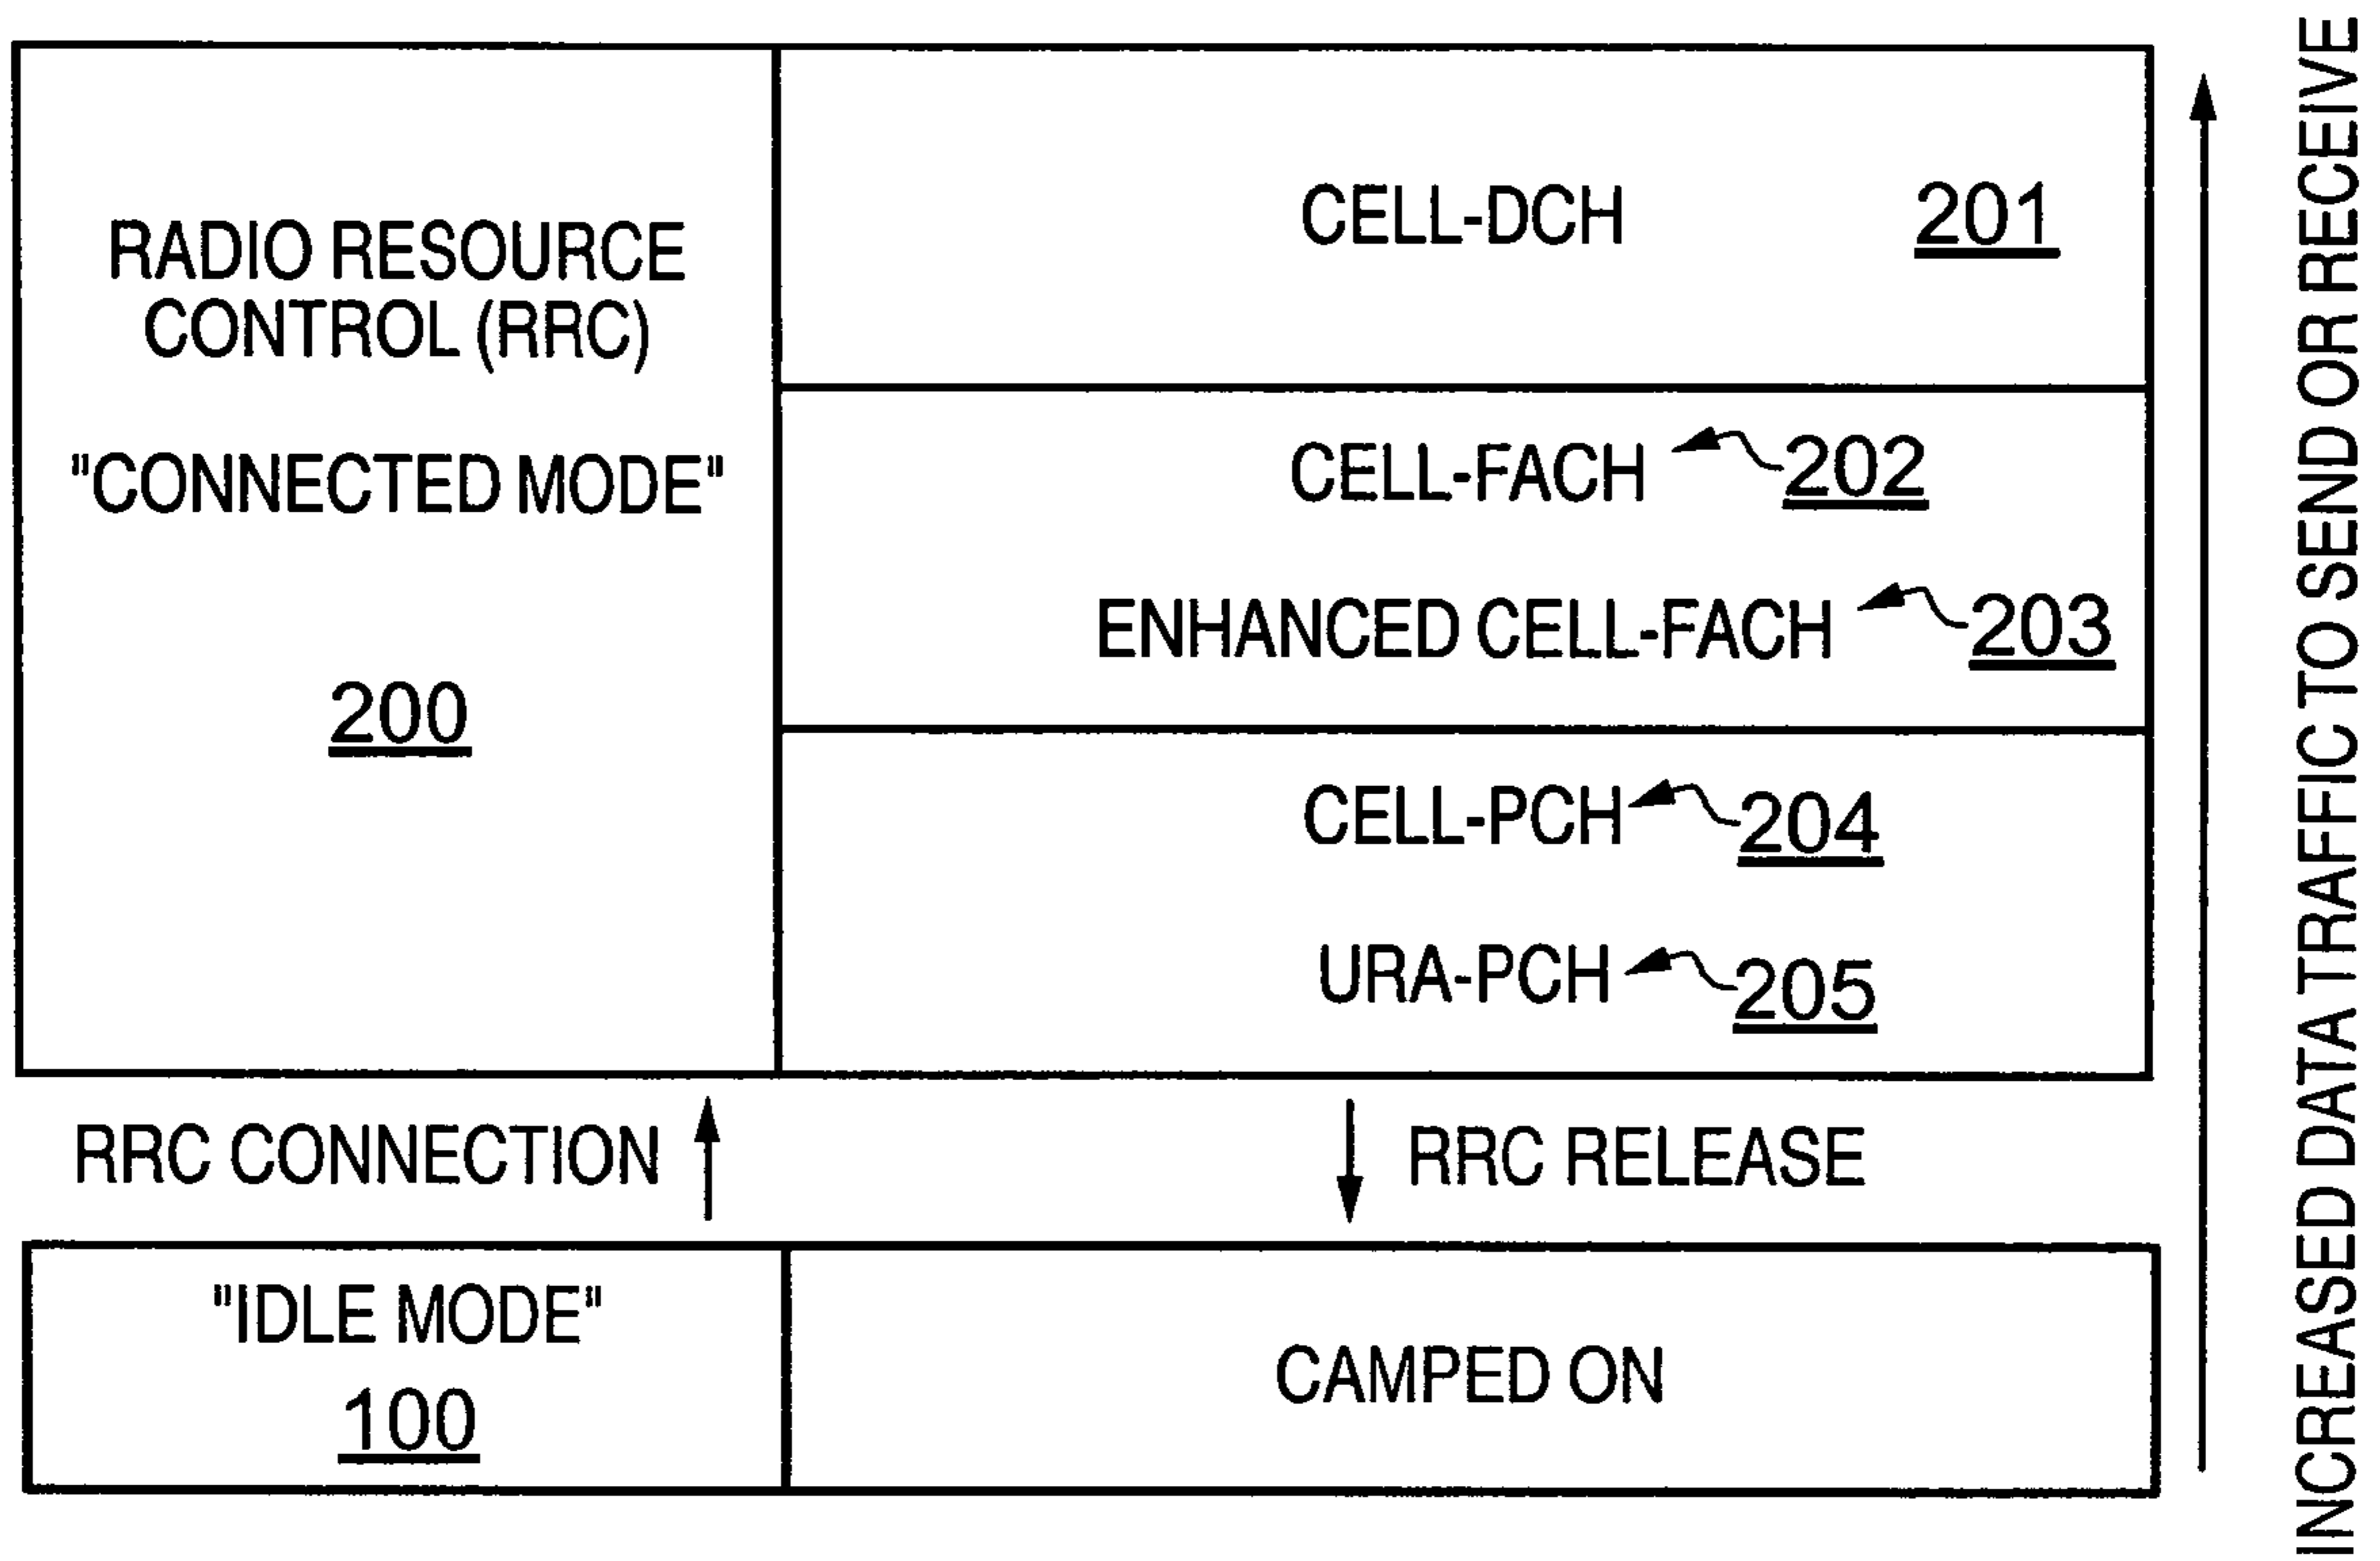 RADIO RESOURCE
CONTROL (RRC)
"CONNECTED MODE"
200
CELL-DCH 201
CELL-FACH 202
ENHANCED CELL-FACH 203
CELL-PCH 204
URA-PCH 205
RRC CONNECTION
RRC RELEASE
"IDLE MODE"
100
CAMPED ON
INCREASED DATA TRAFFIC TO SEND OR RECEIVE